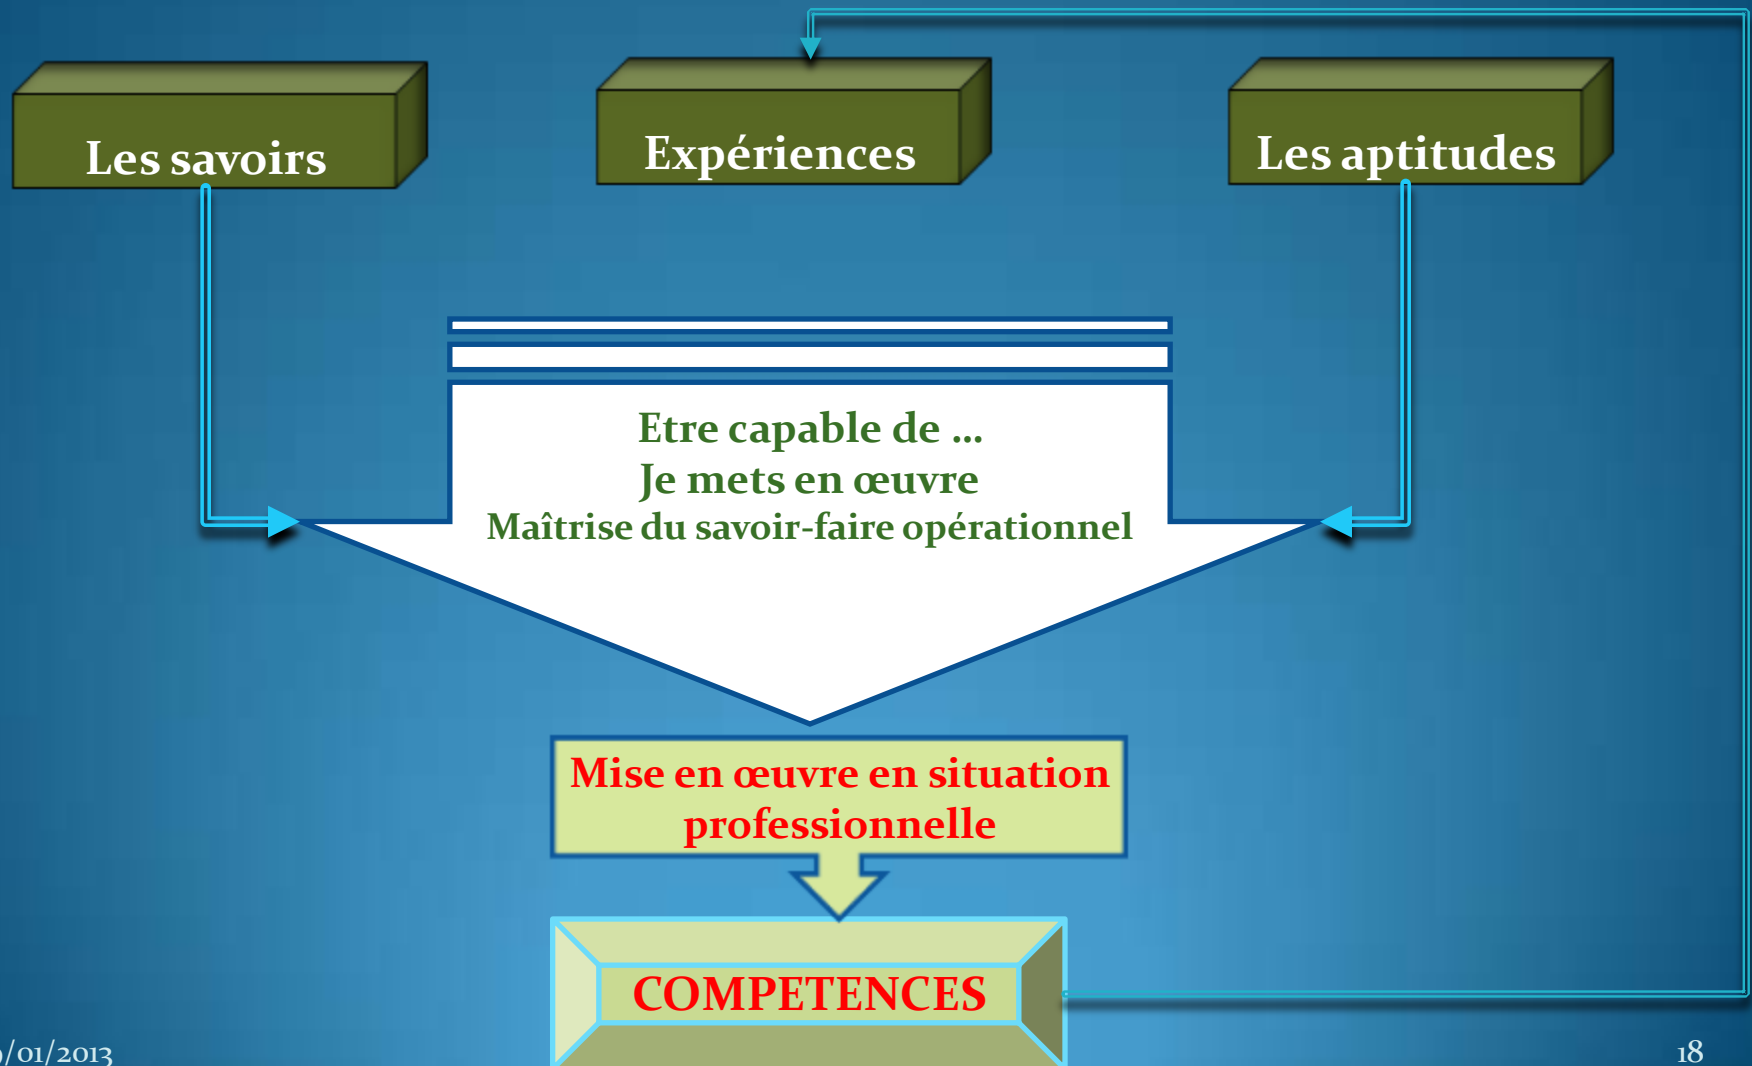 Les savoirs
Expériences
Les aptitudes
Etre capable de ...
Je mets en œuvre
Maîtrise du savoir-faire opérationnel
Mise en œuvre en situation
professionnelle
COMPETENCES
/01/2013
18